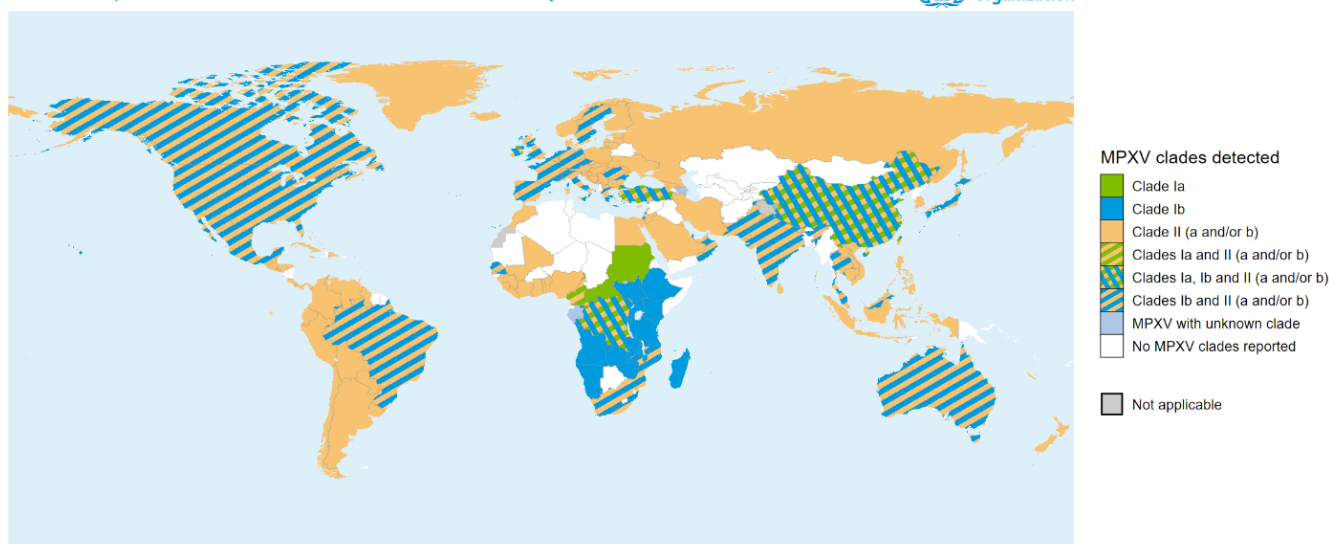 MPXV clades detected
Clade Ia
Clade Ib
Clade II (a and/or b)
Clades Ia and II (a and/or b)
Clades Ia, Ib and II (a and/or b)
Clades Ib and II (a and/or b)
MPXV with unknown clade
No MPXV clades reported
Not applicable